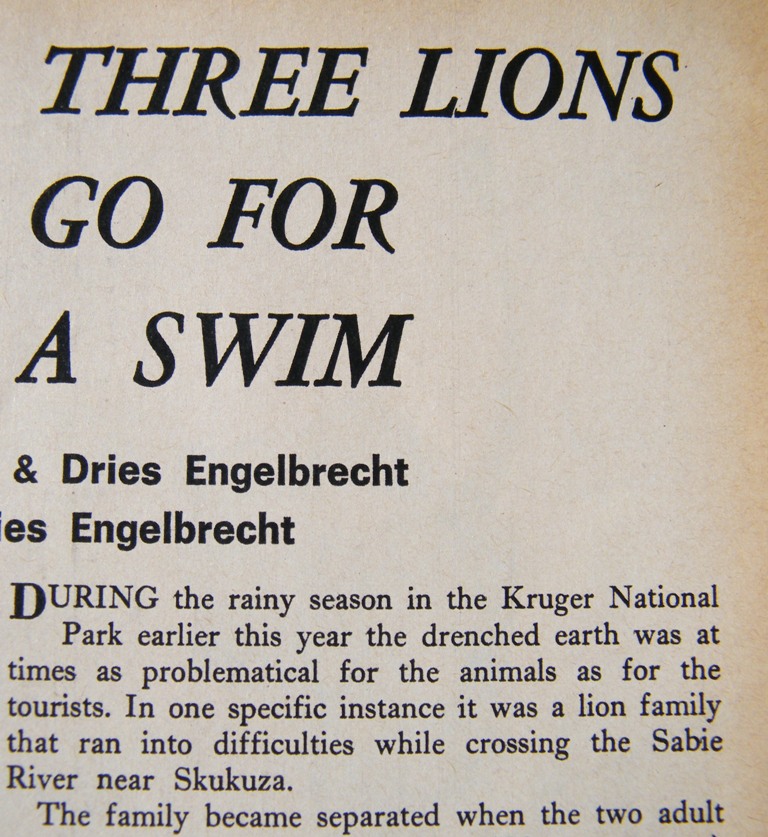 THREE LIONS
GO FOR
A SWIM
& Dries Engelbrecht
Engelbrecht
DURING the rainy season in the Kruger National
Park earlier this year the drenched earth was at
times as problematical for the animals as for the
tourists. In one specific instance it was a lion family
that ran into difficulties while crossing the Sabie
River near Skukuza.
The family became separated when the two adult